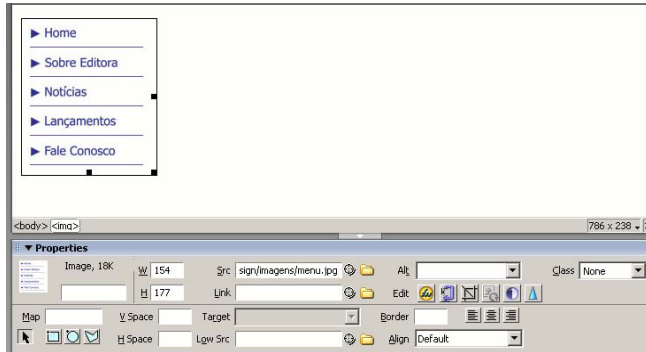 Home
Sobre Editora
Notícias
Lançamentos
Fale Conosco
<body> <img> 786 x 238
Properties
Image, 18K W 154 Src sign/imagens/menu.jpg Alt Class None
H 177 Link Edit
Map V Space Target Border
H Space Low Src Align Default